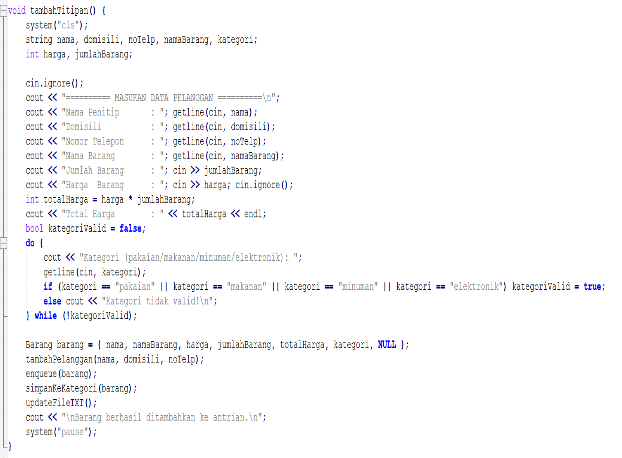 void tambahTitipan() {
    system("cls");
    string nama, domisili, noTelp, namaBarang, kategori;
    int harga, jumlahBarang;

    cin.ignore();
    cout << "========== MASUKAN DATA PELANGGAN ==========\n";
    cout << "Nama Penitip      : "; getline(cin, nama);
    cout << "Domisili          : "; getline(cin, domisili);
    cout << "Nomor Telepon     : "; getline(cin, noTelp);
    cout << "Nama Barang       : "; getline(cin, namaBarang);
    cout << "Jumlah Barang     : "; cin >> jumlahBarang;
    cout << "Harga  Barang     : "; cin >> harga; cin.ignore();
    int totalHarga = harga * jumlahBarang;
    cout << "Total Harga       : " << totalHarga << endl;
    bool kategoriValid = false;
    do {
        cout << "Kategori (pakaian/makanan/minuman/elektronik): ";
        getline(cin, kategori);
        if (kategori == "pakaian" || kategori == "makanan" || kategori == "minuman" || kategori == "elektronik") kategoriValid = true;
        else cout << "Kategori tidak valid!\n";
    } while (!kategoriValid);

    Barang barang = { nama, namaBarang, harga, jumlahBarang, totalHarga, kategori, NULL };
    tambahPelanggan(nama, domisili, noTelp);
    enqueue(barang);
    simpanKeKategori(barang);
    updateFileTXT();
    cout << "\nBarang berhasil ditambahkan ke antrian.\n";
    system("pause");
}